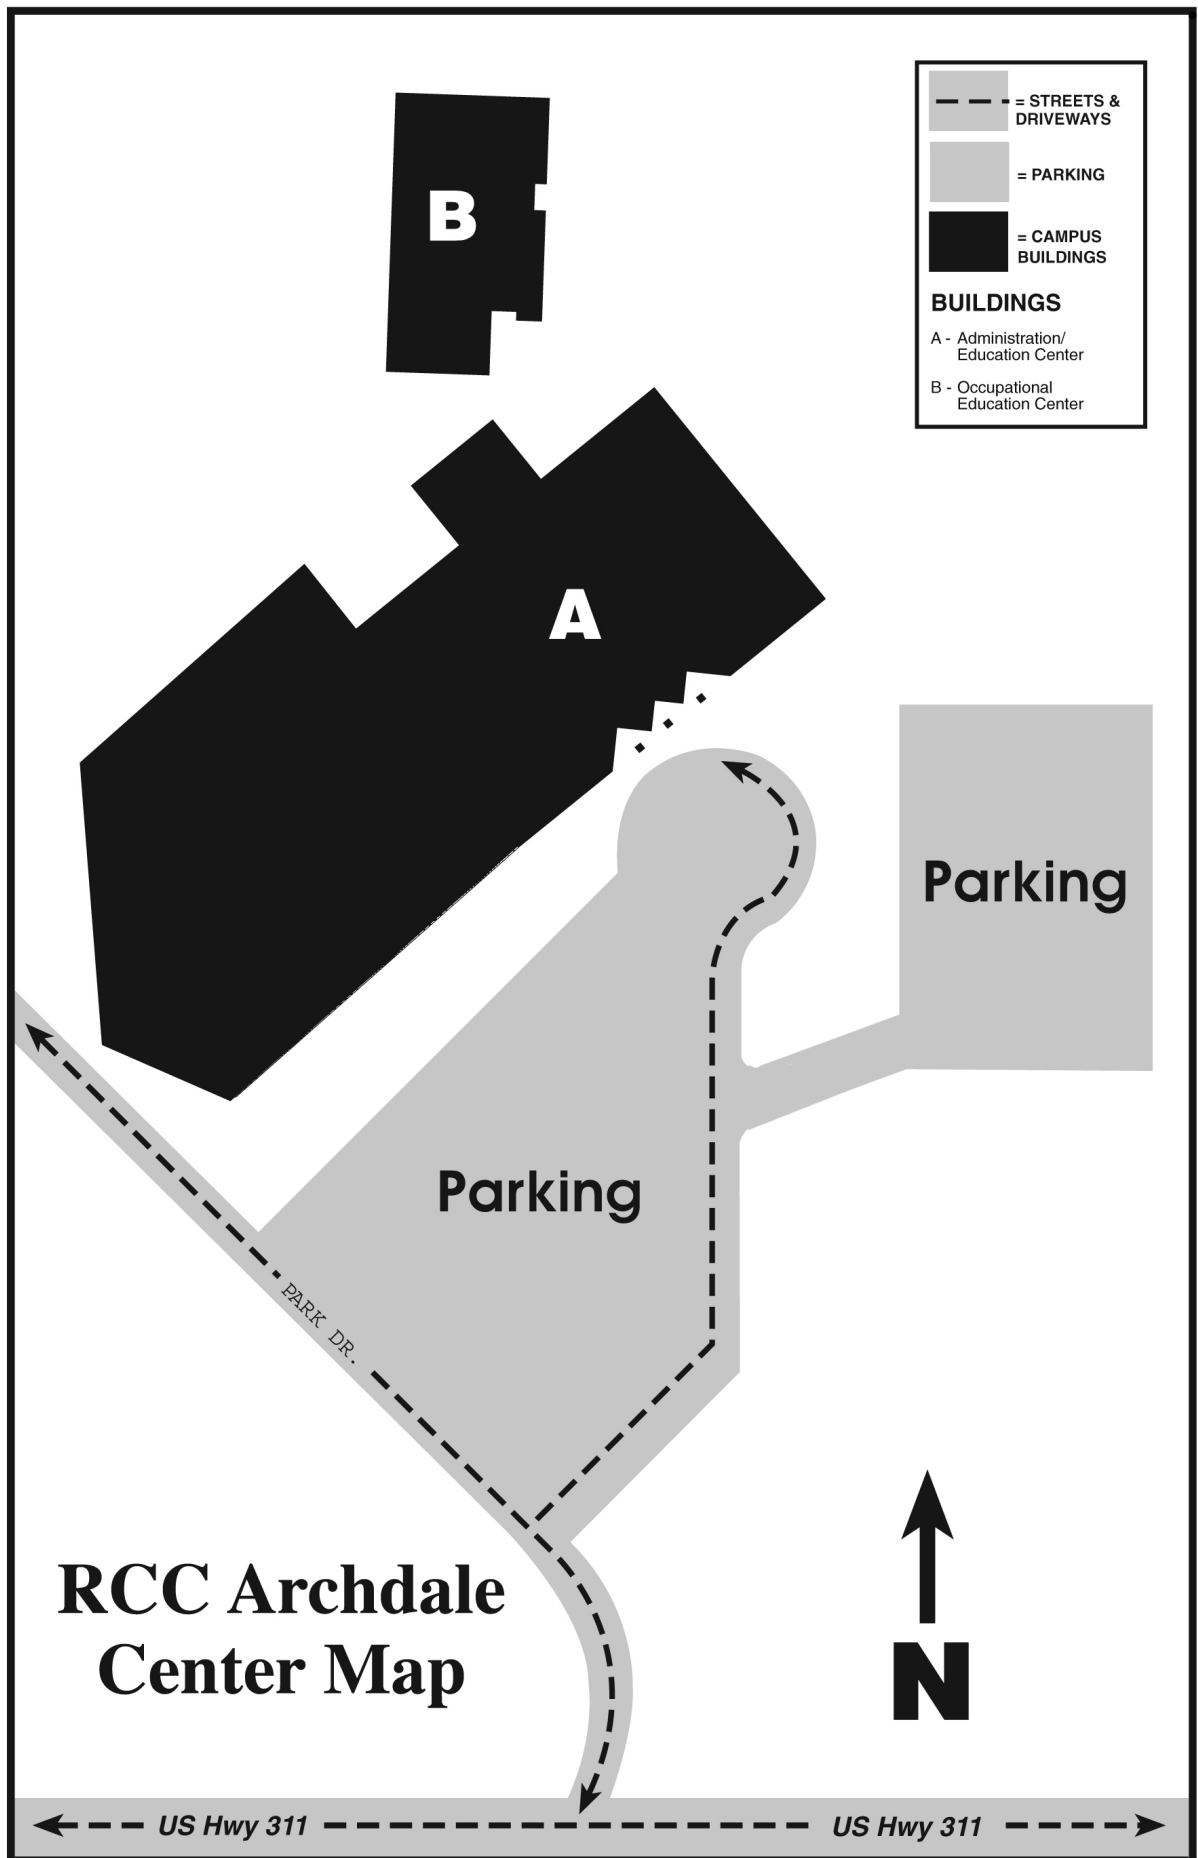 = STREETS &
DRIVEWAYS
= PARKING
= CAMPUS
BUILDINGS
BUILDINGS
A - Administration/
Education Center
B - Occupational
Education Center
B
A
Parking
Parking
PARK DR.
RCC Archdale
Center Map
N
US Hwy 311
US Hwy 311